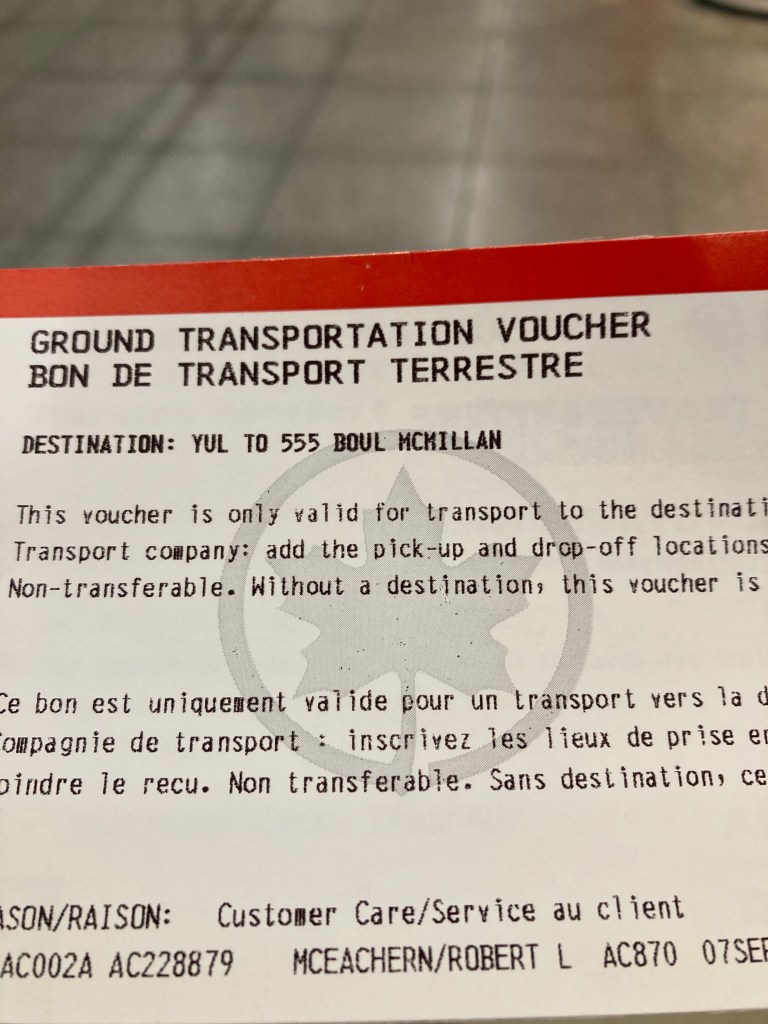 GROUND TRANSPORTATION VOUCHER
BON DE TRANSPORT TERRESTRE
DESTINATION: YUL TO 555 BOUL MCMILLAN
This voucher is only valid for transport to the destinati
Transport company: add the pick-up and drop-off locations
Non-transferable. Without a destination, this voucher is
Ce bon est uniquement valide pour un transport vers la d
ompagnie de transport : inscrivez les lieux de prise en
oindre le recu. Non transferable. Sans destination, ce
ASON/RAISON: Customer Care/Service au client
AC002A AC228879 MCEACHERN/ROBERT L AC870 07SEP